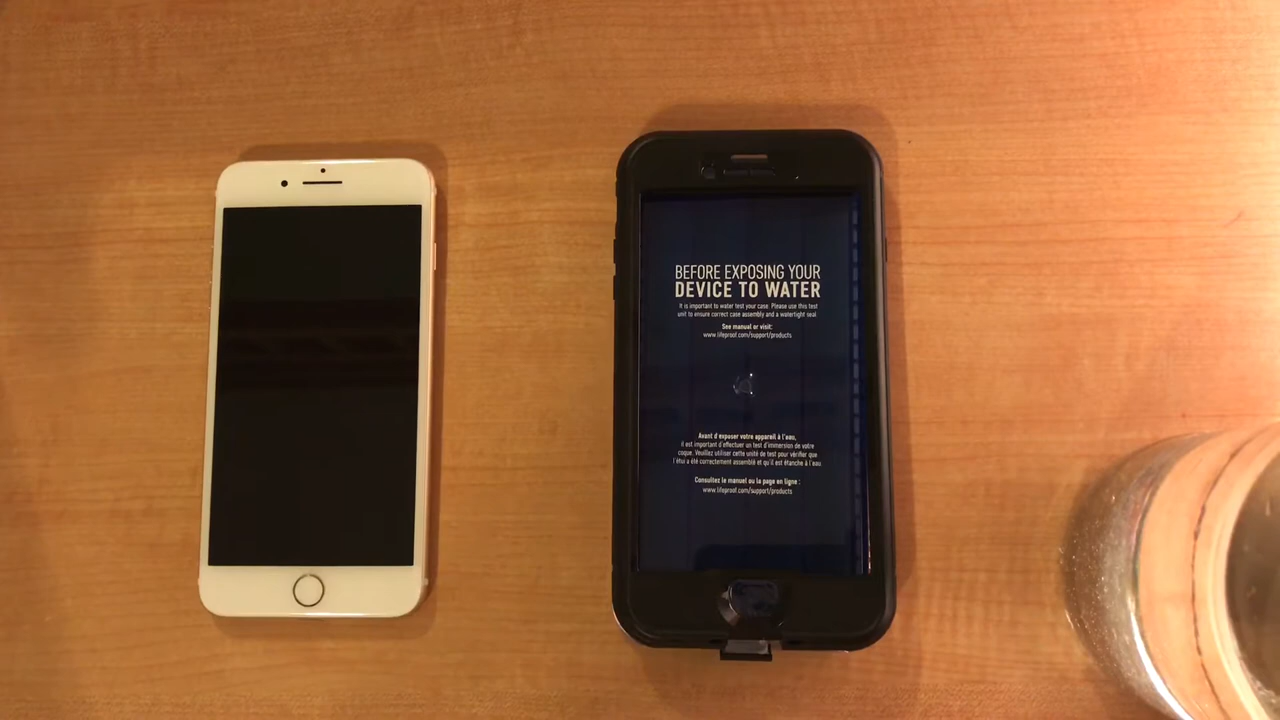 BEFORE EXPOSING YOUR
DEVICE TO WATER
It is important to water test your case. Please use this test
unit to ensure correct case assembly and a watertight seal
See manual or visit:
www.lifeproof.com/support/products
Avant d'exposer votre appareil à l'eau,
il est important d'effectuer un test d'immersion de votre
coque. Veuillez utiliser cette unité de test pour vérifier que
l'étui a été correctement assemblé et qu'il est étanche à l'eau
Consultez le manuel ou la page en ligne :
www.lifeproof.com/support/products